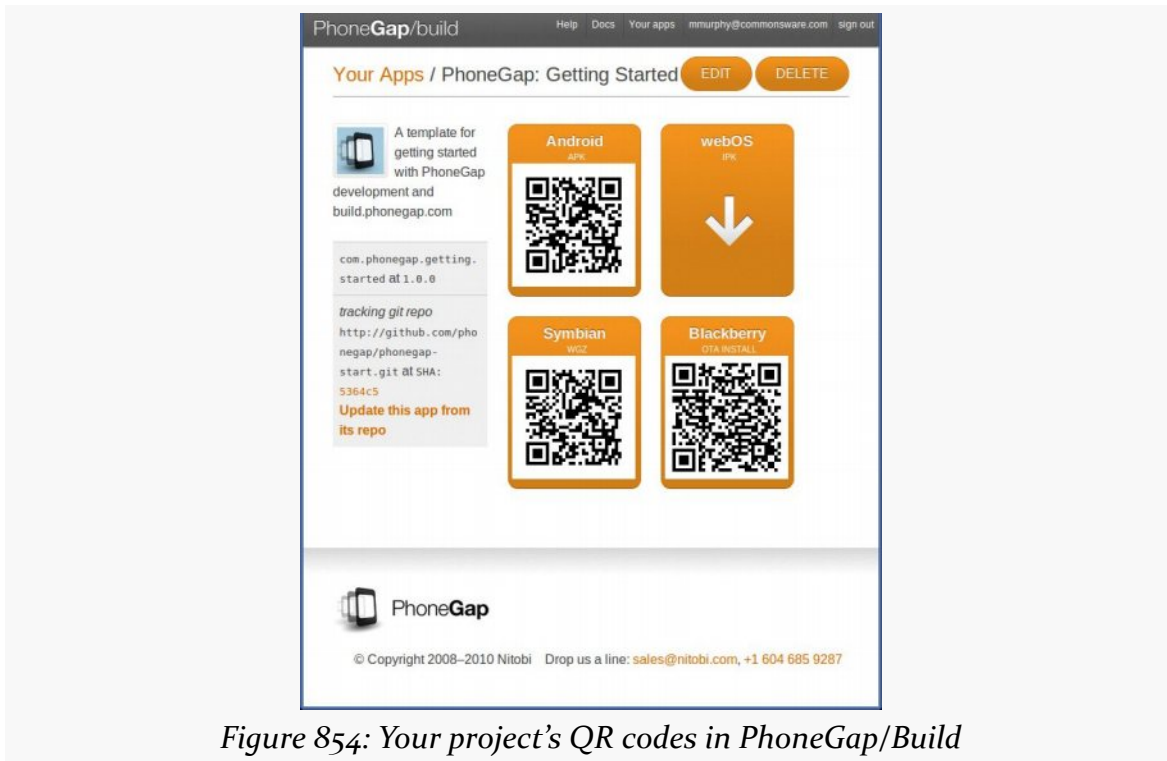 PhoneGap/build
Help Docs Your apps mmurphy@commonsware.com sign out
Your Apps / PhoneGap: Getting Started
EDIT
DELETE
A template for
getting started
with PhoneGap
development and
build.phonegap.com
com.phonegap.getting.
started at 1.0.0
tracking git repo
http://github.com/pho
negap/phonegap-
start.git at SHA:
5364c5
Update this app from
its repo
Android
APK
webOS
IPK
Symbian
WGZ
Blackberry
OTA INSTALL
PhoneGap
© Copyright 2008–2010 Nitobi Drop us a line: sales@nitobi.com, +1 604 685 9287
Figure 854: Your project's QR codes in PhoneGap/Build